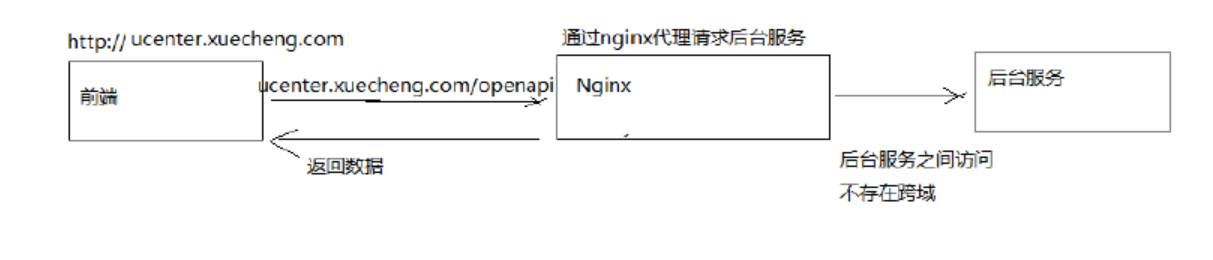 http:// ucenter.xuecheng.com
通过nginx代理请求后台服务
前端
ucenter.xuecheng.com/openapi
Nginx
后台服务
返回数据
后台服务之间访问
不存在跨域